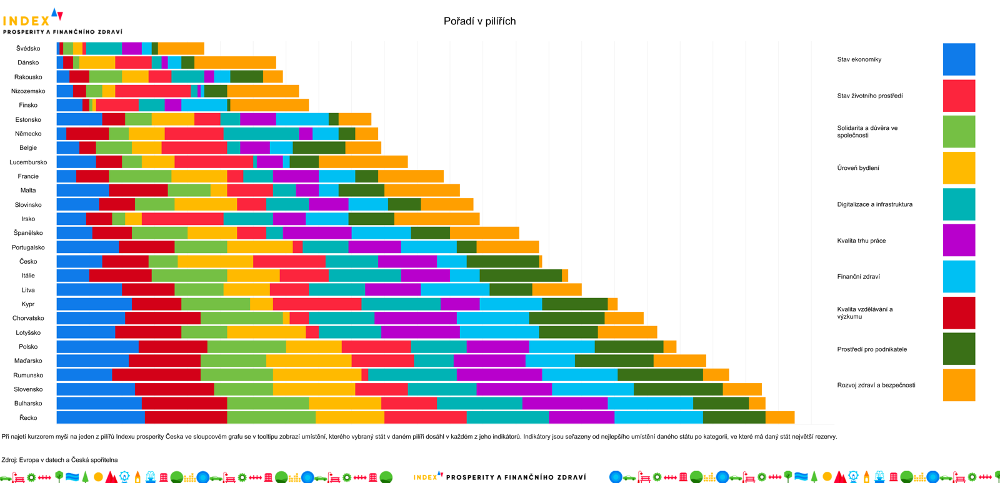 INDEX
PROSPERITY A FINANČNÍHO ZDRAVÍ
Pořadí v pilířích
Švédsko
Dánsko
Rakousko
Nizozemsko
Finsko
Estonsko
Německo
Belgie
Lucembursko
Francie
Malta
Slovinsko
Irsko
Španělsko
Portugalsko
Česko
Itálie
Litva
Kypr
Chorvatsko
Lotyšsko
Polsko
Maďarsko
Rumunsko
Slovensko
Bulharsko
Řecko
Stav ekonomiky
Stav životního prostředí
Solidarita a důvěra ve
společnosti
Úroveň bydlení
Digitalizace a infrastruktura
Kvalita trhu práce
Finanční zdraví
Kvalita vzdělávání a
výzkumu
Prostředí pro podnikatele
Rozvoj zdraví a bezpečnosti
Při najetí kurzorem myši na jeden z pilířů Indexu prosperity Česka ve sloupcovém grafu se v tooltipu zobrazí umístění, kterého vybraný stát v daném pilíři dosáhl v každém z jeho indikátorů. Indikátory jsou seřazeny od nejlepšího umístění daného státu po kategorii, ve které má daný stát největší rezervy.
Zdroj: Evropa v datech a Česká spořitelna
INDEX PROSPERITY A FINANČNÍHO ZDRAVÍ